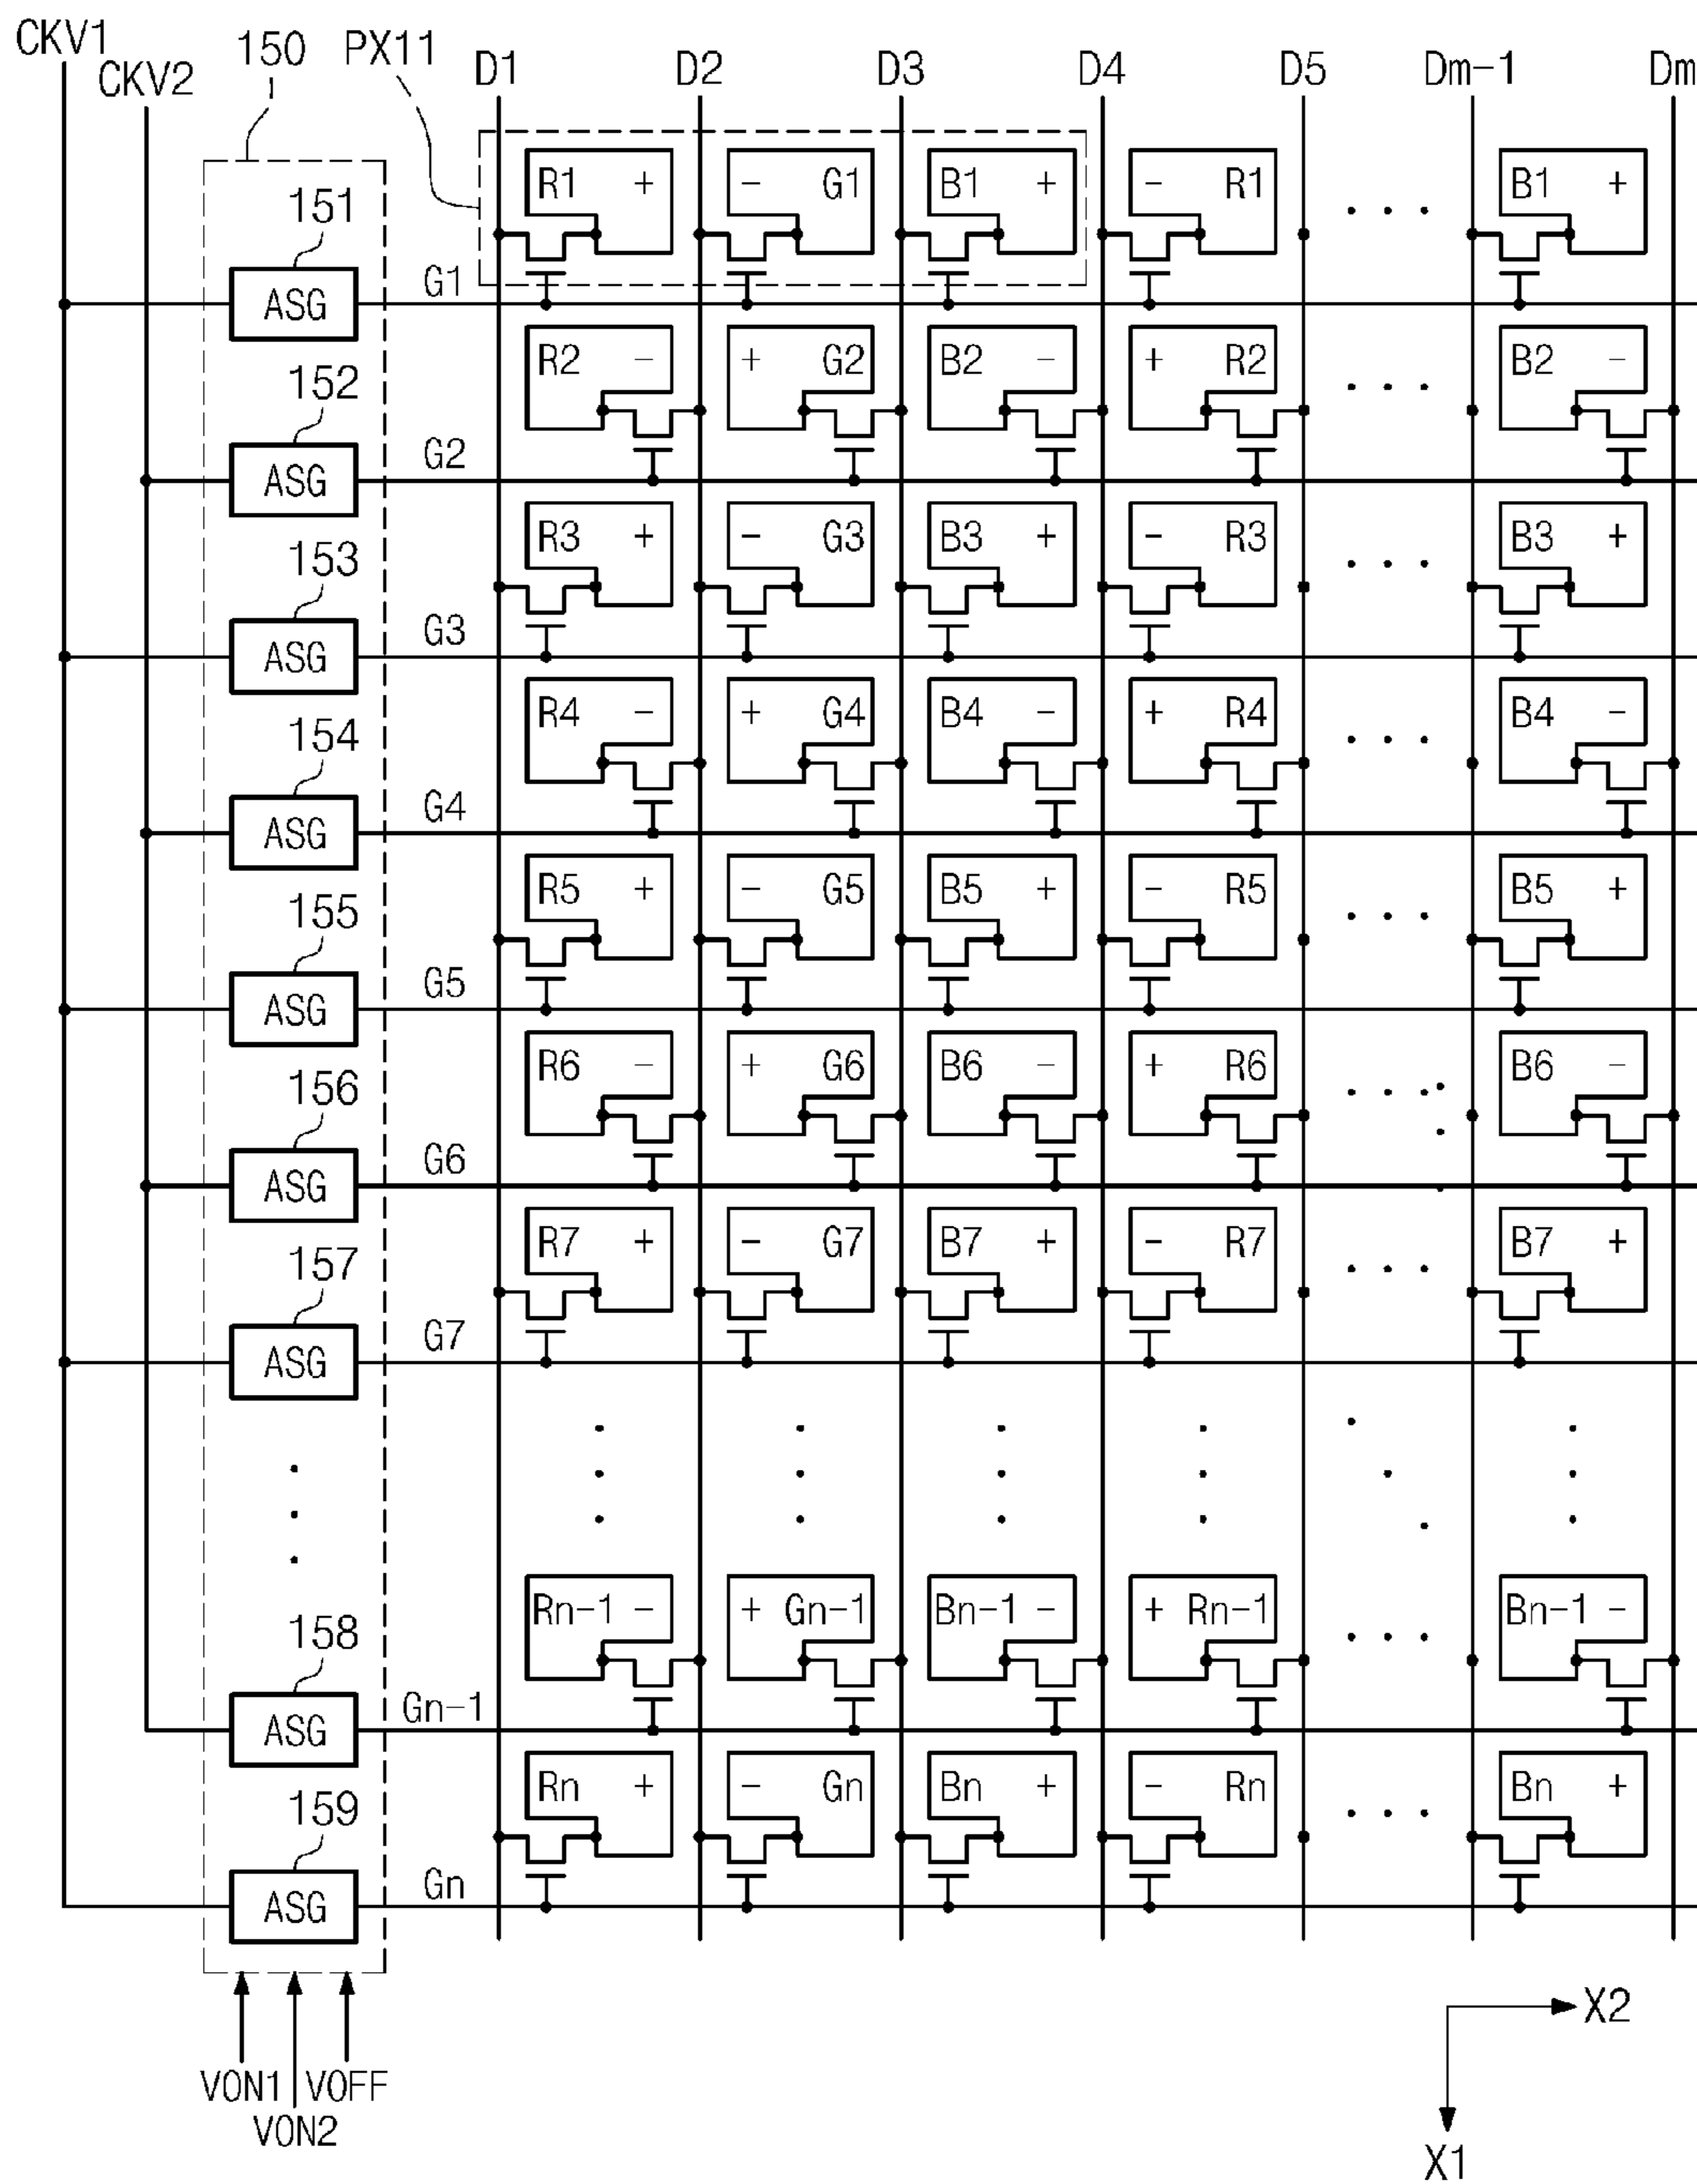 CKV1
CKV2
150
PX11
D1 D2 D3 D4 D5 Dm-1 Dm
R1 + - G1 B1 + - R1 . . . B1 +
151
ASG
G1
R2 - + G2 B2 - + R2 . . . B2 -
152
ASG
G2
R3 + - G3 B3 + - R3 . . . B3 +
153
ASG
G3
R4 - + G4 B4 - + R4 . . . B4 -
154
ASG
G4
R5 + - G5 B5 + - R5 . . . B5 +
155
ASG
G5
R6 - + G6 B6 - + R6 . . . B6 -
156
ASG
G6
R7 + - G7 B7 + - R7 . . . B7 +
157
ASG
G7
Rn-1 - + Gn-1 Bn-1 - + Rn-1 . . . Bn-1 -
158
ASG
Gn-1
Rn + - Gn Bn + - Rn . . . Bn +
159
ASG
Gn
VON1 VOFF
VON2
X2
X1